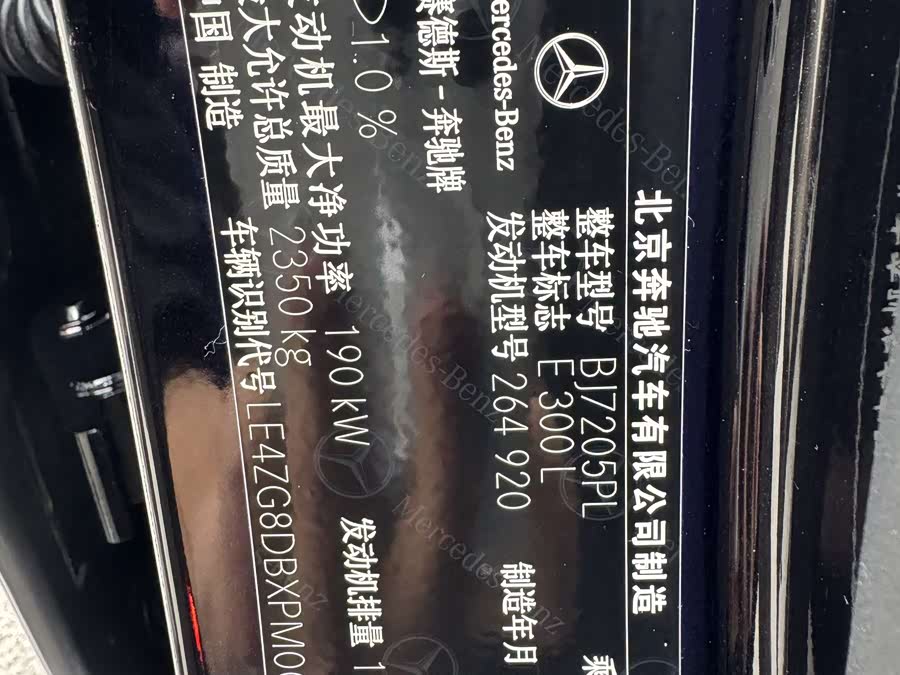 北京奔驰汽车有限公司制造
Mercedes-Benz
整车型号 BJ7205PL 乘
整车标志 E 300 L
发动机型号 264 920 制造年月
赛德斯-奔驰牌
1.0 %
发动机最大净功率 190 kW 发动机排量 1
最大允许总质量 2350 kg
中国 制造 车辆识别代号 LE4ZG8DBXPM0